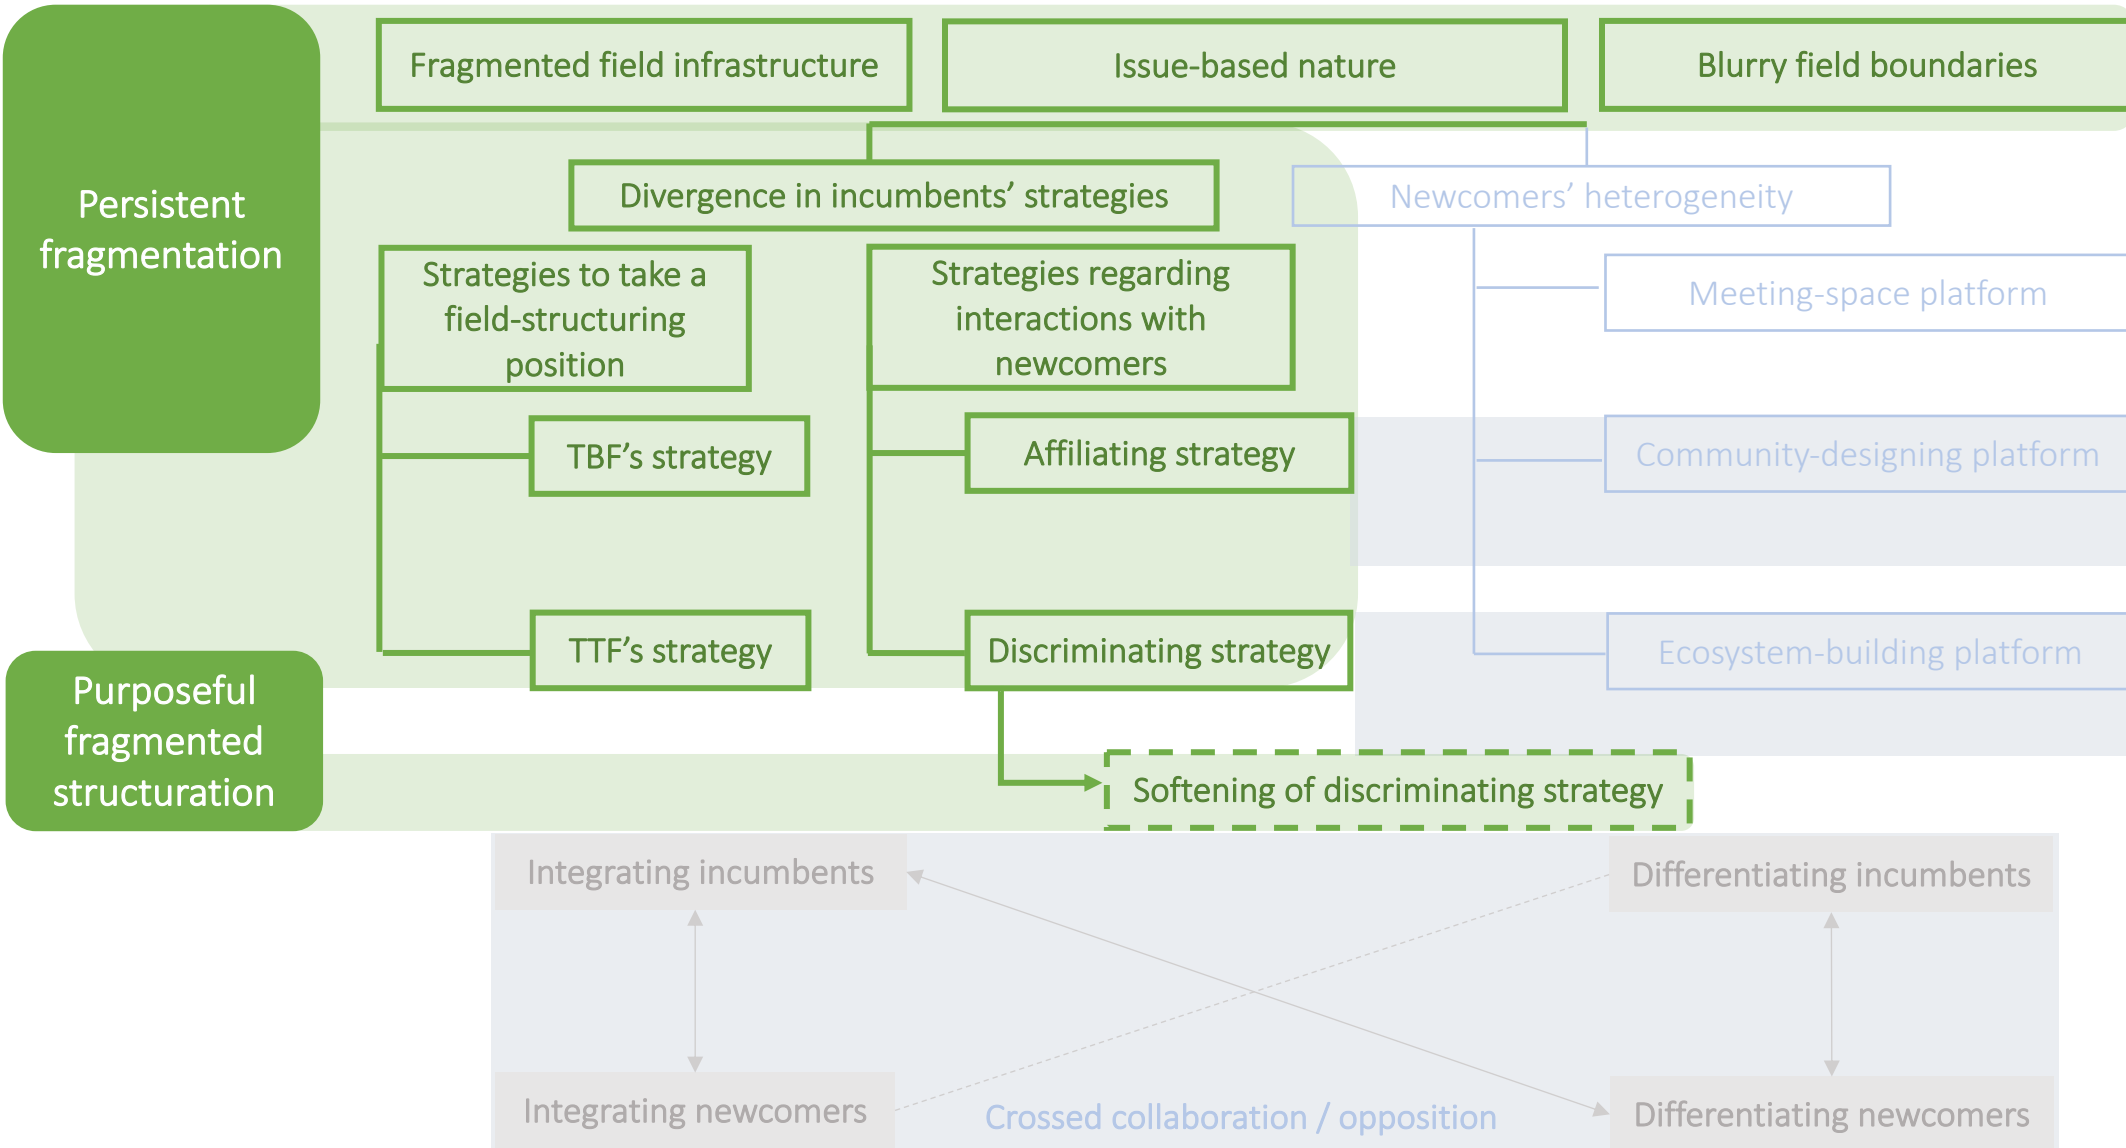 Fragmented field infrastructure
Issue-based nature
Blurry field boundaries
Persistent
fragmentation
Divergence in incumbents’ strategies
Newcomers’ heterogeneity
Strategies to take a
field-structuring
position
Strategies regarding
interactions with
newcomers
Meeting-space platform
TBF’s strategy
Affiliating strategy
Community-designing platform
TTF’s strategy
Discriminating strategy
Ecosystem-building platform
Purposeful
fragmented
structuration
Softening of discriminating strategy
Integrating incumbents
Differentiating incumbents
Integrating newcomers
Crossed collaboration / opposition
Differentiating newcomers